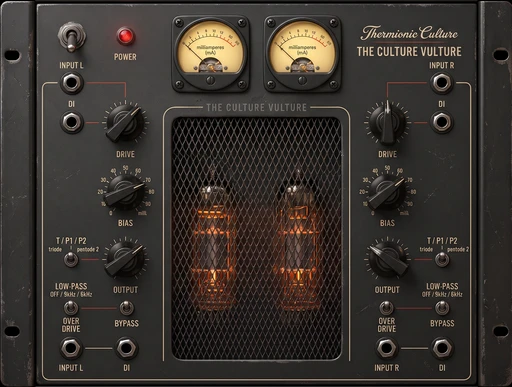 Thermionic Culture
THE CULTURE VULTURE
INPUT L
POWER
milliamperes
(mA)
milliamperes
(mA)
INPUT R
DI
THE CULTURE VULTURE
DI
DRIVE
DRIVE
BIAS
BIAS
T / P1 / P2
triode
pentode 2
T / P1 / P2
triode
pentode 2
OUTPUT
OUTPUT
LOW-PASS
OFF / 9kHz / 6kHz
LOW-PASS
OFF / 9kHz / 6kHz
OVER
DRIVE
BYPASS
OVER
DRIVE
BYPASS
INPUT L
DI
INPUT R
DI